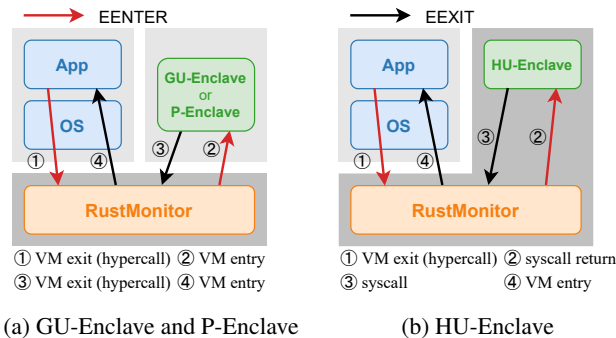 EENTER
EEXIT
App
OS
GU-Enclave
or
P-Enclave
① ④ ③ ②
RustMonitor
① VM exit (hypercall) ② VM entry
③ VM exit (hypercall) ④ VM entry
(a) GU-Enclave and P-Enclave
App
OS
HU-Enclave
① ④ ③ ②
RustMonitor
① VM exit (hypercall) ② syscall return
③ syscall ④ VM entry
(b) HU-Enclave